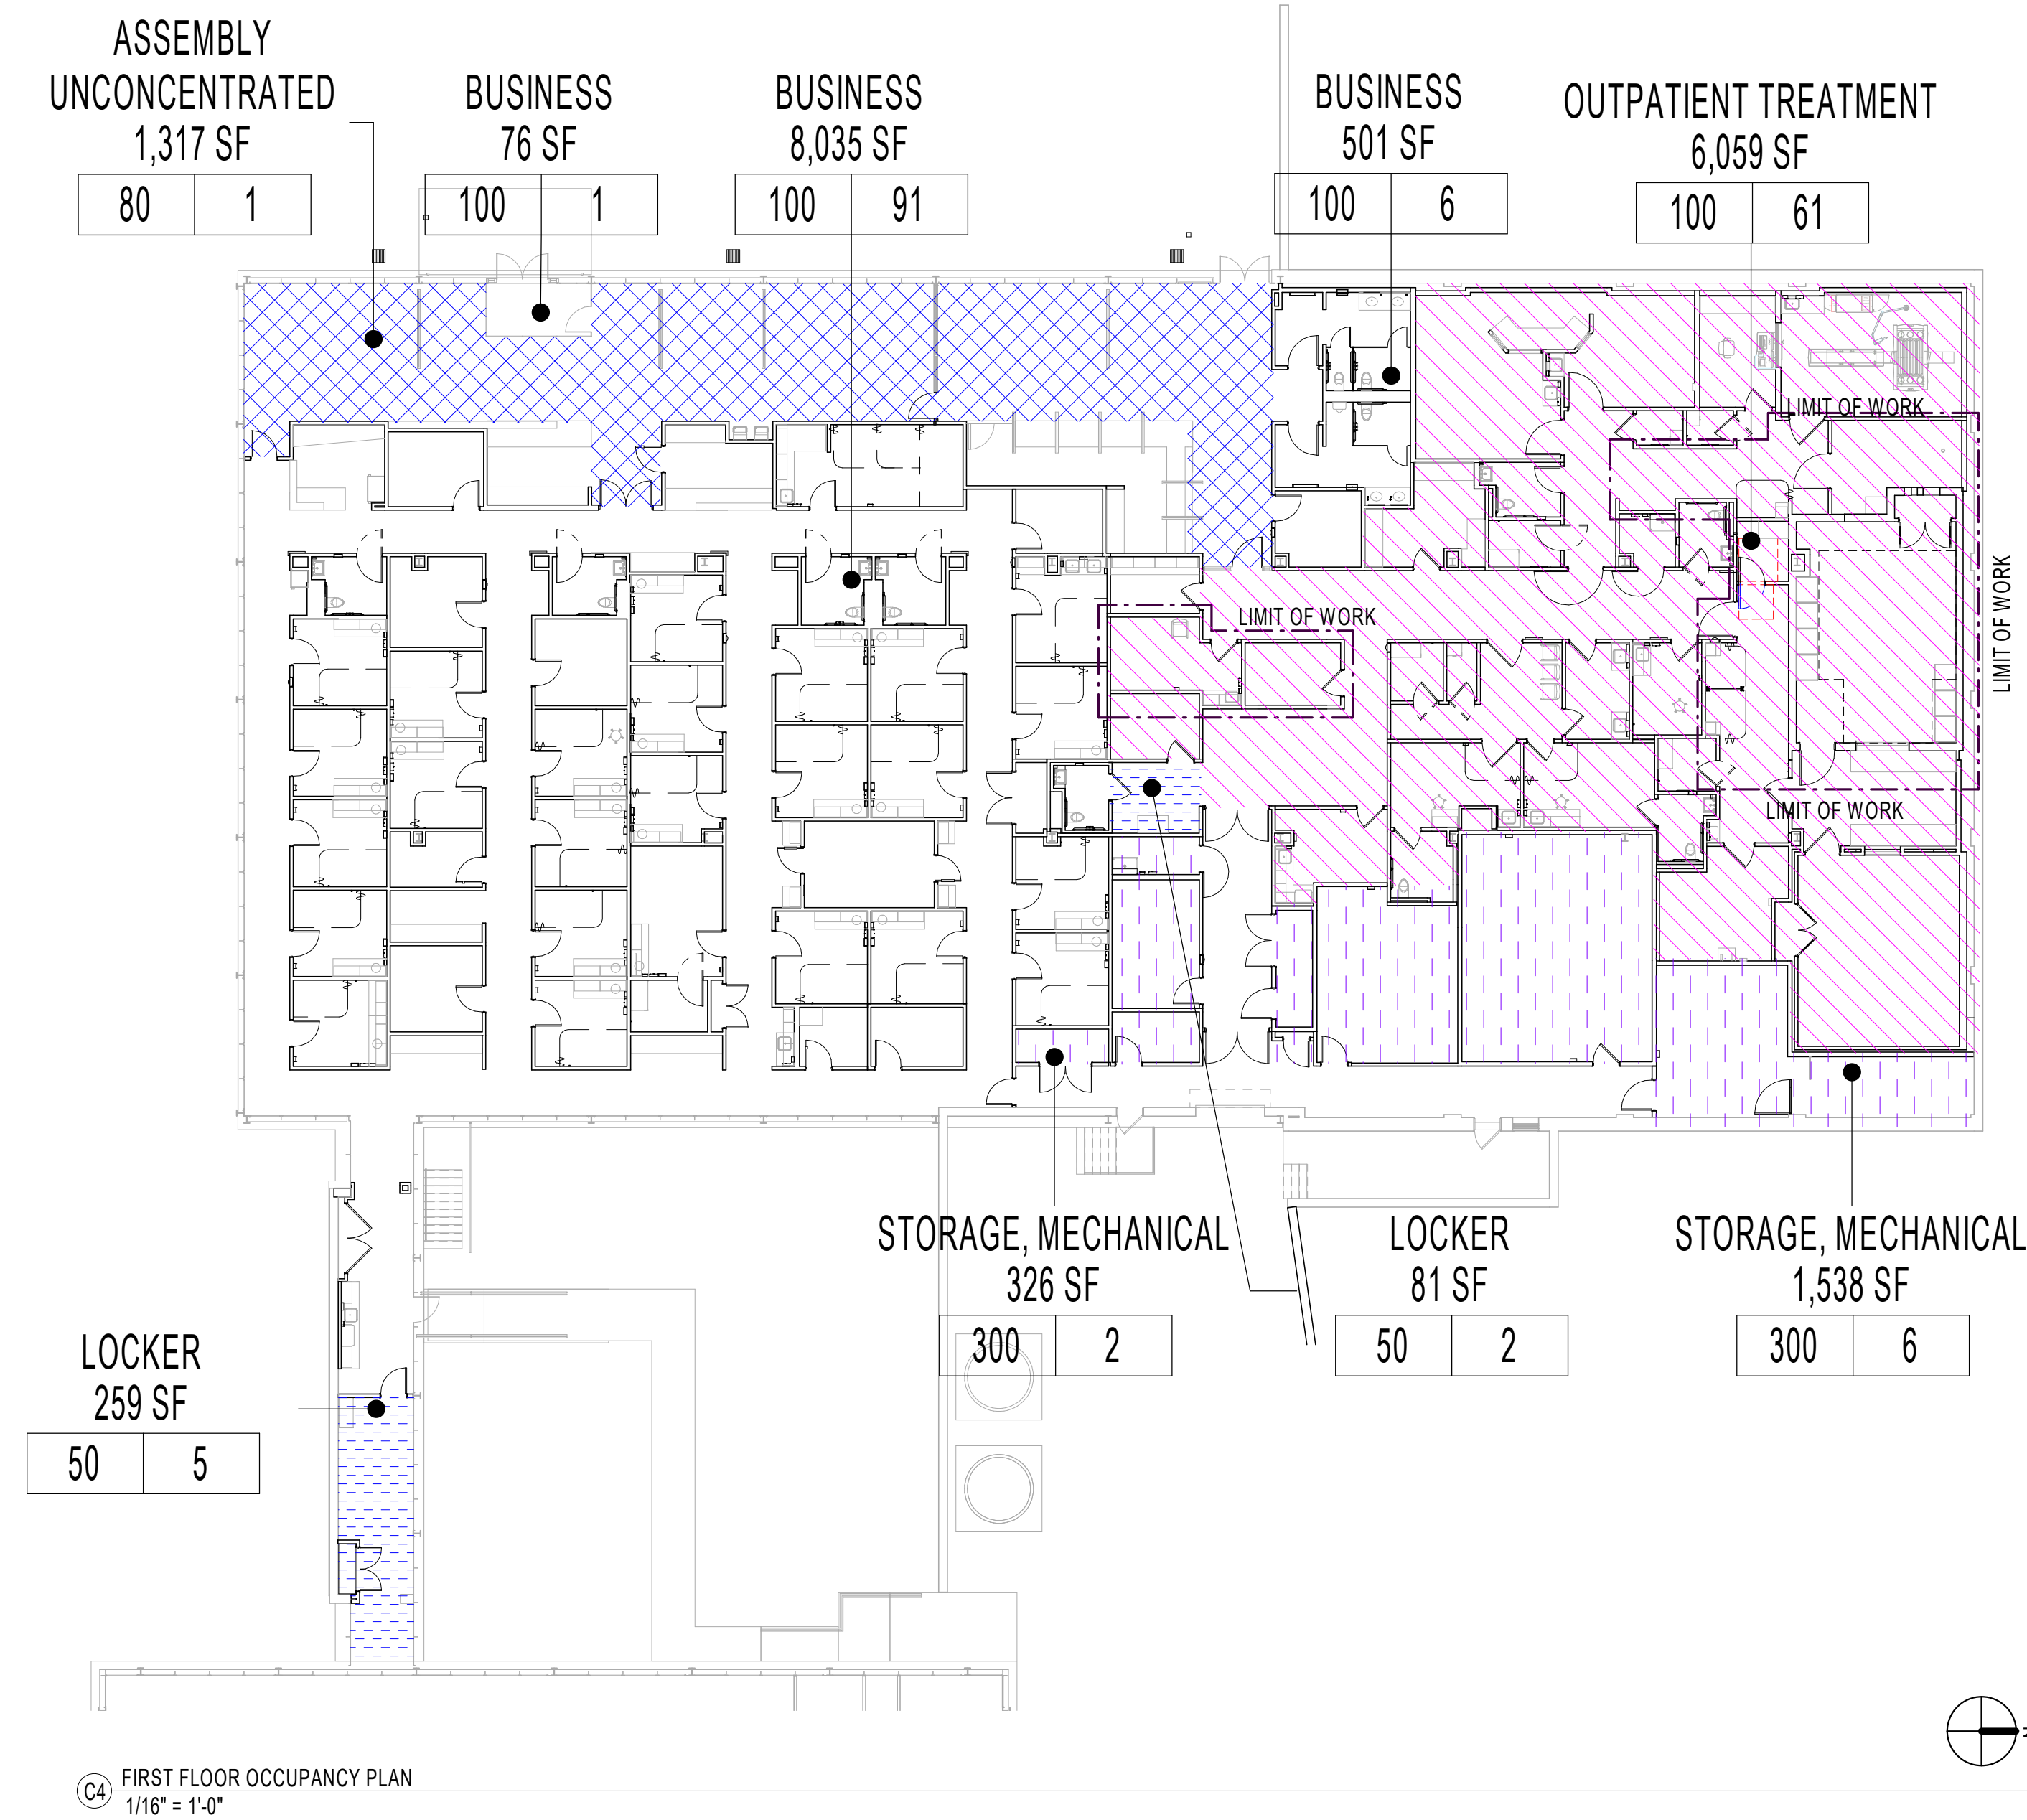 ASSEMBLY
UNCONCENTRATED
1,317 SF
80 1
BUSINESS
76 SF
100 1
BUSINESS
8,035 SF
100 91
BUSINESS
501 SF
100 6
OUTPATIENT TREATMENT
6,059 SF
100 61
LIMIT OF WORK
LIMIT OF WORK
LIMIT OF WORK
LIMIT OF WORK
STORAGE, MECHANICAL
326 SF
300 2
LOCKER
81 SF
50 2
STORAGE, MECHANICAL
1,538 SF
300 6
LOCKER
259 SF
50 5
C4
FIRST FLOOR OCCUPANCY PLAN
1/16" = 1'-0"